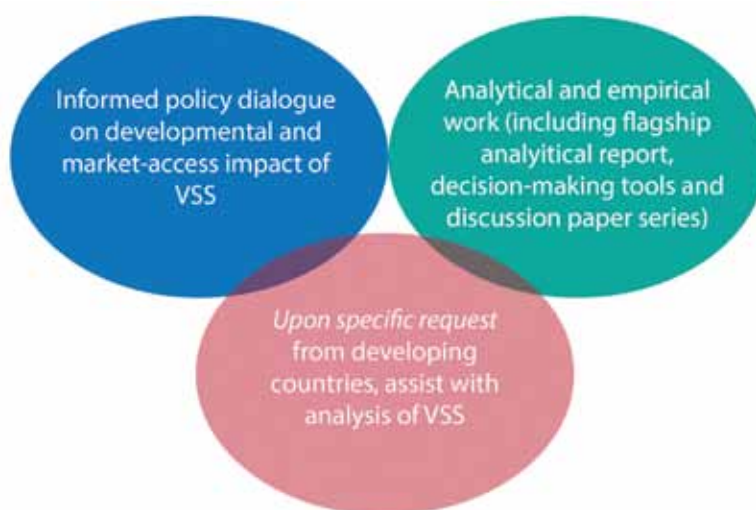 Informed policy dialogue
on developmental and
market-access impact of
VSS
Analytical and empirical
work (including flagship
analyitical report,
decision-making tools and
discussion paper series)
Upon specific request
from developing
countries, assist with
analysis of VSS